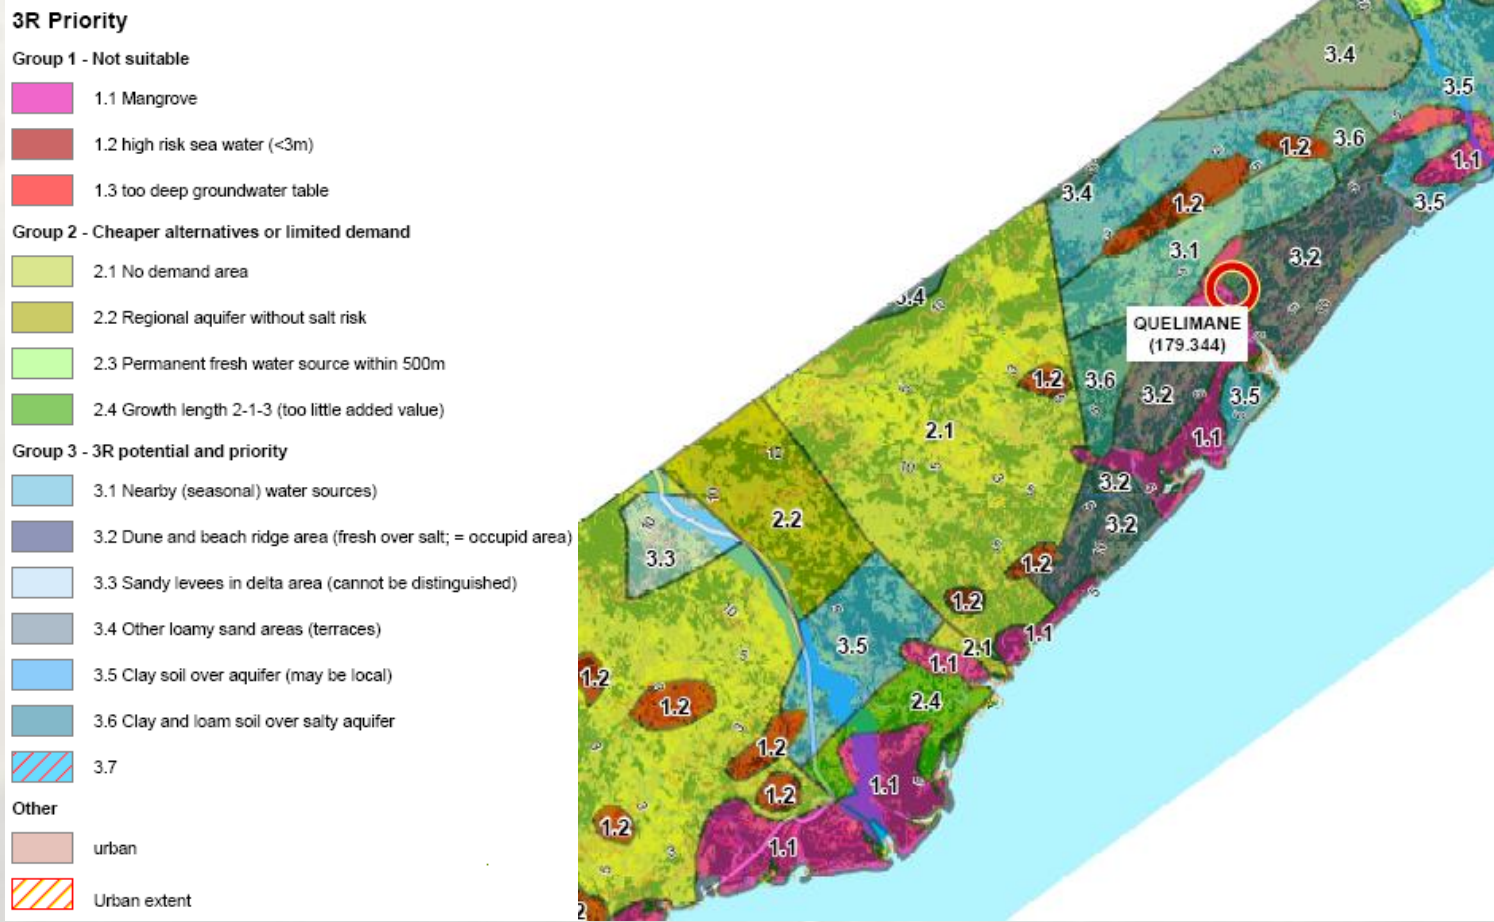 3R Priority
Group 1 - Not suitable
1.1 Mangrove
1.2 high risk sea water (<3m)
1.3 too deep groundwater table
Group 2 - Cheaper alternatives or limited demand
2.1 No demand area
2.2 Regional aquifer without salt risk
2.3 Permanent fresh water source within 500m
2.4 Growth length 2-1-3 (too little added value)
Group 3 - 3R potential and priority
3.1 Nearby (seasonal) water sources)
3.2 Dune and beach ridge area (fresh over salt; = occupid area)
3.3 Sandy levees in delta area (cannot be distinguished)
3.4 Other loamy sand areas (terraces)
3.5 Clay soil over aquifer (may be local)
3.6 Clay and loam soil over salty aquifer
3.7
Other
urban
Urban extent
3.4
3.5
3.6
1.2
1.1
3.4
1.2
3.5
3.1
3.2
3.4
QUELIMANE
(179.344)
1.2
3.6
3.2
3.5
2.1
1.1
12
10
5
3.2
10
2.2
3.2
10
3.3
1.2
1.2
10
1.1
3.5
2.1
1.1
5
1.2
2.4
1.2
1.2
1.1
1.2
1.2
1.1
2